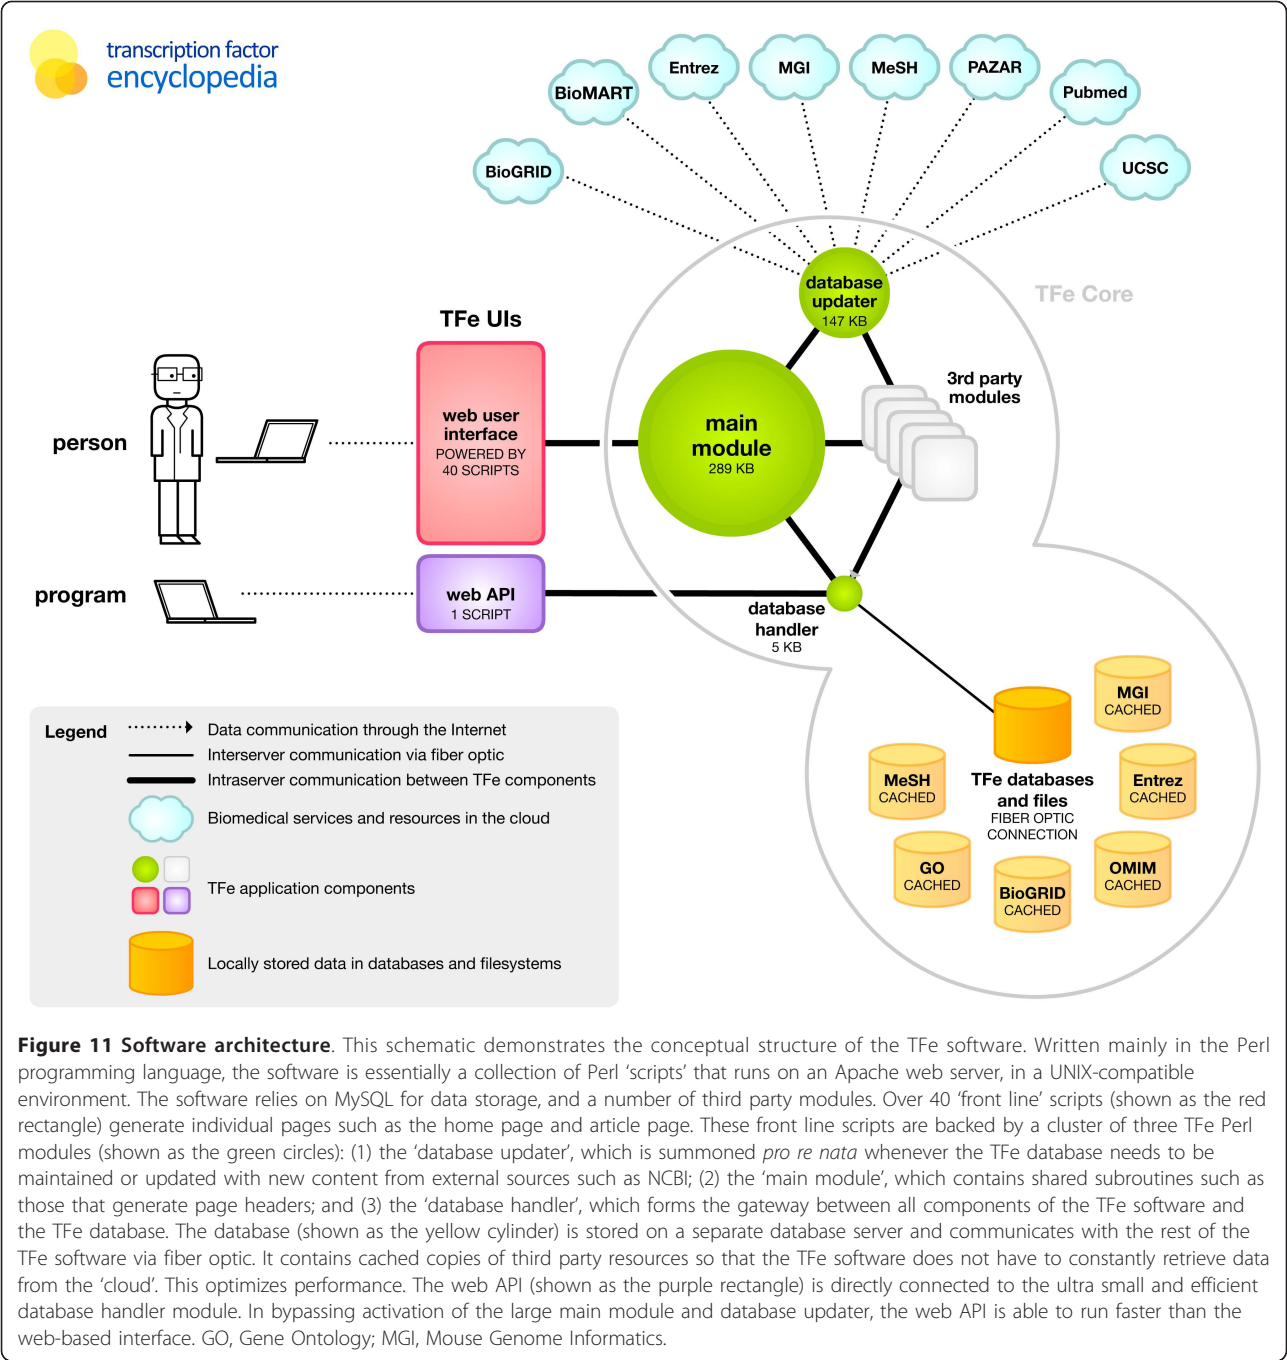 transcription factor
encyclopedia
Entrez
MGI
MeSH
PAZAR
BioMART
Pubmed
BioGRID
UCSC
database
updater
147 KB
TFe Core
TFe UIs
3rd party
modules
person
web user
interface
POWERED BY
40 SCRIPTS
main
module
289 KB
program
web API
1 SCRIPT
database
handler
5 KB
MGI
CACHED
MeSH
CACHED
TFe databases
and files
FIBER OPTIC
CONNECTION
Entrez
CACHED
GO
CACHED
BioGRID
CACHED
OMIM
CACHED
Legend
Data communication through the Internet
Interserver communication via fiber optic
Intraserver communication between TFe components
Biomedical services and resources in the cloud
TFe application components
Locally stored data in databases and filesystems
Figure 11 Software architecture. This schematic demonstrates the conceptual structure of the TFe software. Written mainly in the Perl
programming language, the software is essentially a collection of Perl ‘scripts’ that runs on an Apache web server, in a UNIX-compatible
environment. The software relies on MySQL for data storage, and a number of third party modules. Over 40 ‘front line’ scripts (shown as the red
rectangle) generate individual pages such as the home page and article page. These front line scripts are backed by a cluster of three TFe Perl
modules (shown as the green circles): (1) the ‘database updater’, which is summoned pro re nata whenever the TFe database needs to be
maintained or updated with new content from external sources such as NCBI; (2) the ‘main module’, which contains shared subroutines such as
those that generate page headers; and (3) the ‘database handler’, which forms the gateway between all components of the TFe software and
the TFe database. The database (shown as the yellow cylinder) is stored on a separate database server and communicates with the rest of the
TFe software via fiber optic. It contains cached copies of third party resources so that the TFe software does not have to constantly retrieve data
from the ‘cloud’. This optimizes performance. The web API (shown as the purple rectangle) is directly connected to the ultra small and efficient
database handler module. In bypassing activation of the large main module and database updater, the web API is able to run faster than the
web-based interface. GO, Gene Ontology; MGI, Mouse Genome Informatics.